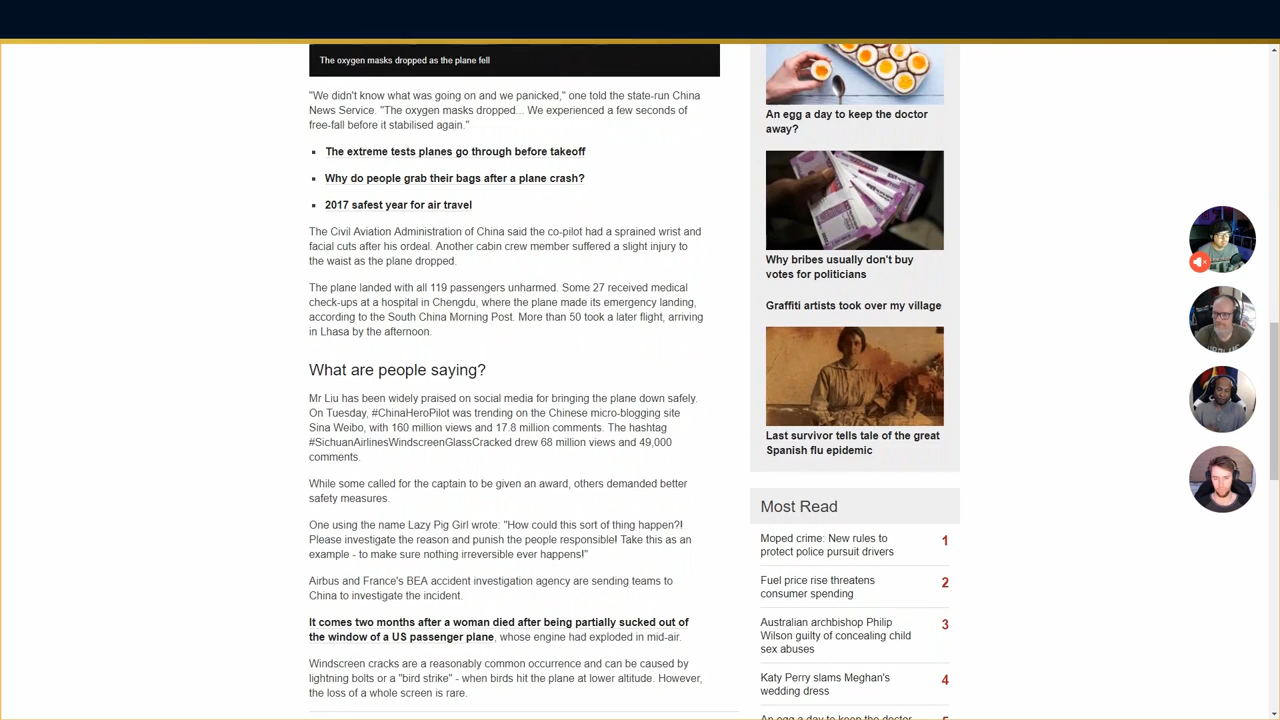 The oxygen masks dropped as the plane fell
"We didn't know what was going on and we panicked," one told the state-run China
News Service. "The oxygen masks dropped... We experienced a few seconds of
free-fall before it stabilised again."
The extreme tests planes go through before takeoff
Why do people grab their bags after a plane crash?
2017 safest year for air travel
The Civil Aviation Administration of China said the co-pilot had a sprained wrist and
facial cuts after his ordeal. Another cabin crew member suffered a slight injury to
the waist as the plane dropped.
The plane landed with all 119 passengers unharmed. Some 27 received medical
check-ups at a hospital in Chengdu, where the plane made its emergency landing,
according to the South China Morning Post. More than 50 took a later flight, arriving
in Lhasa by the afternoon.
What are people saying?
Mr Liu has been widely praised on social media for bringing the plane down safely.
On Tuesday, #ChinaHeroPilot was trending on the Chinese micro-blogging site
Sina Weibo, with 160 million views and 17.8 million comments. The hashtag
#SichuanAirlinesWindscreenGlassCracked drew 68 million views and 49,000
comments.
While some called for the captain to be given an award, others demanded better
safety measures.
One using the name Lazy Pig Girl wrote: "How could this sort of thing happen?!
Please investigate the reason and punish the people responsible! Take this as an
example - to make sure nothing irreversible ever happens!"
Airbus and France's BEA accident investigation agency are sending teams to
China to investigate the incident.
It comes two months after a woman died after being partially sucked out of
the window of a US passenger plane, whose engine had exploded in mid-air.
Windscreen cracks are a reasonably common occurrence and can be caused by
lightning bolts or a "bird strike" - when birds hit the plane at lower altitude. However,
the loss of a whole screen is rare.
An egg a day to keep the doctor
away?
Why bribes usually don't buy
votes for politicians
Graffiti artists took over my village
Last survivor tells tale of the great
Spanish flu epidemic
Most Read
Moped crime: New rules to 1
protect police pursuit drivers
Fuel price rise threatens 2
consumer spending
Australian archbishop Philip 3
Wilson guilty of concealing child
sex abuses
Katy Perry slams Meghan's 4
wedding dress
An egg a day to keep the doctor